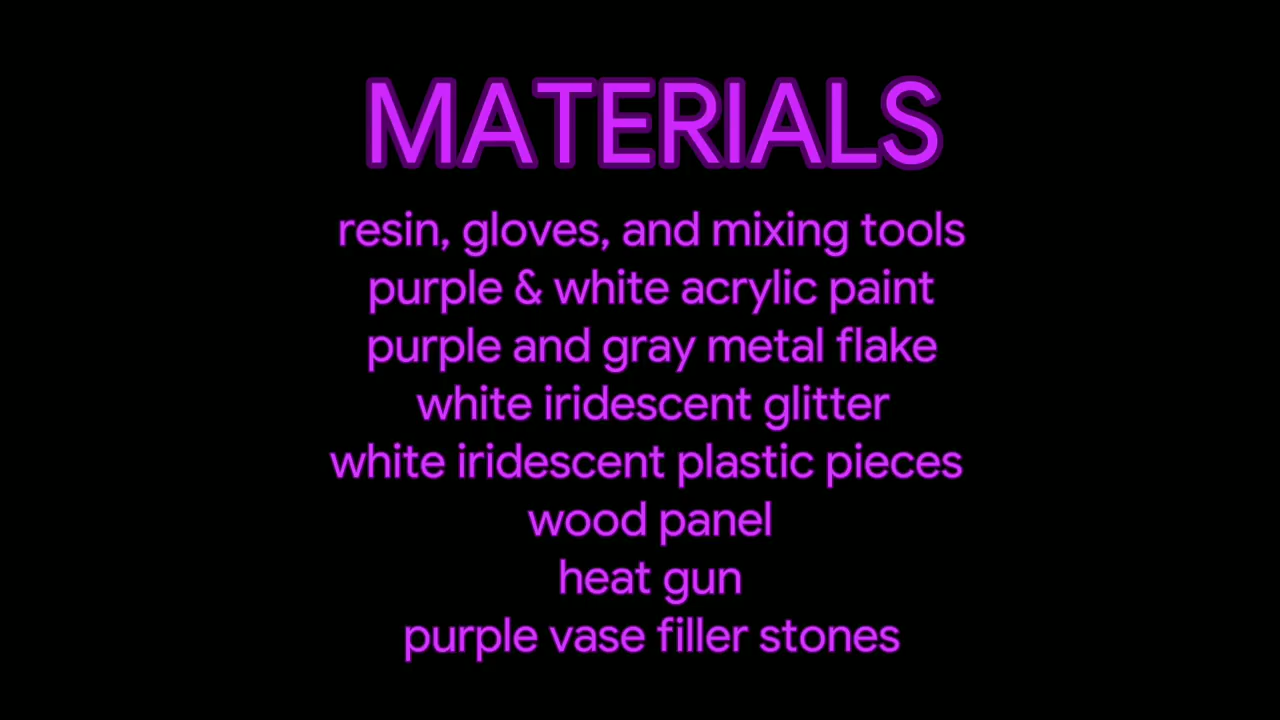 MATERIALS
resin, gloves, and mixing tools
purple & white acrylic paint
purple and gray metal flake
white iridescent glitter
white iridescent plastic pieces
wood panel
heat gun
purple vase filler stones